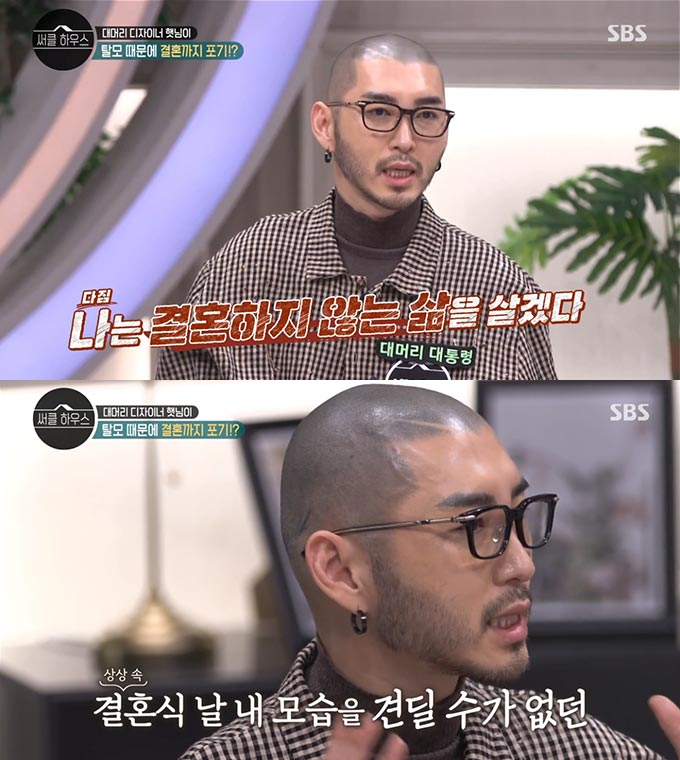 써클 하우스
대머리 디자이너 햇님이
탈모 때문에 결혼까지 포기!?
SBS
다짐
나는 결혼하지 않는 삶을 살겠다
대머리 대통령
써클 하우스
대머리 디자이너 햇님이
탈모 때문에 결혼까지 포기!?
SBS
상상 속
결혼식 날 내 모습을 견딜 수가 없던